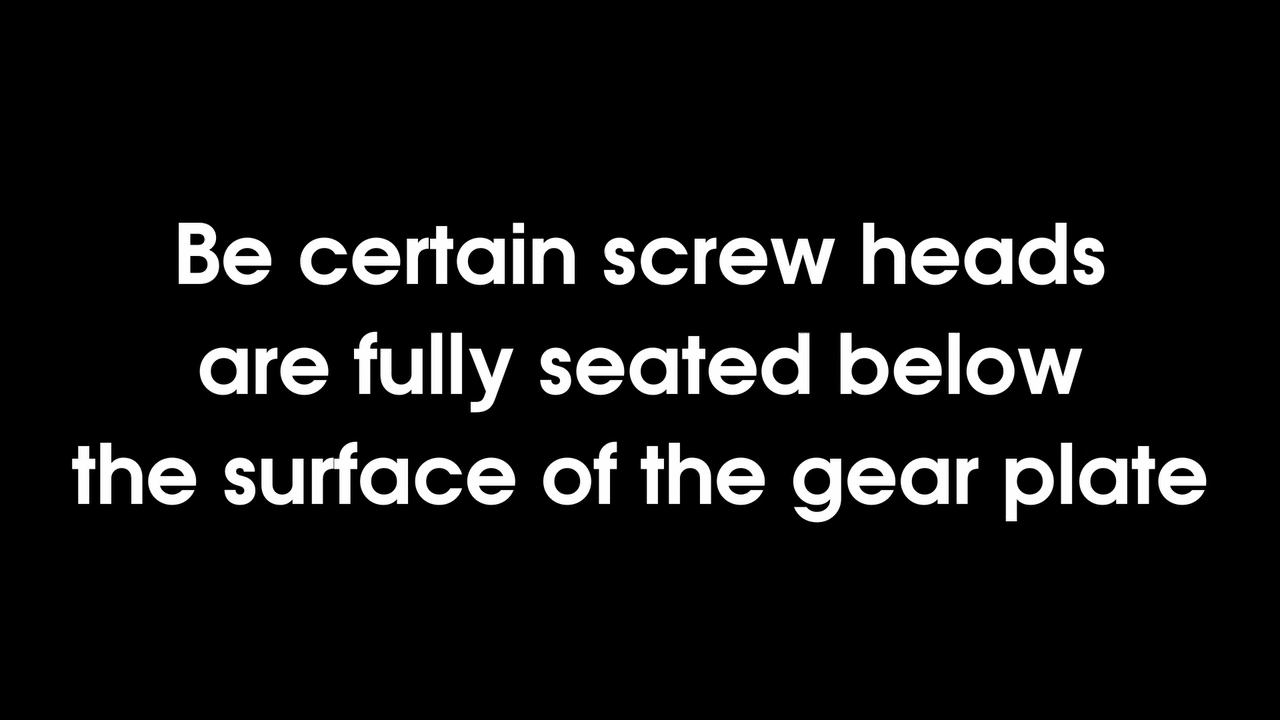 Be certain screw heads
are fully seated below
the surface of the gear plate